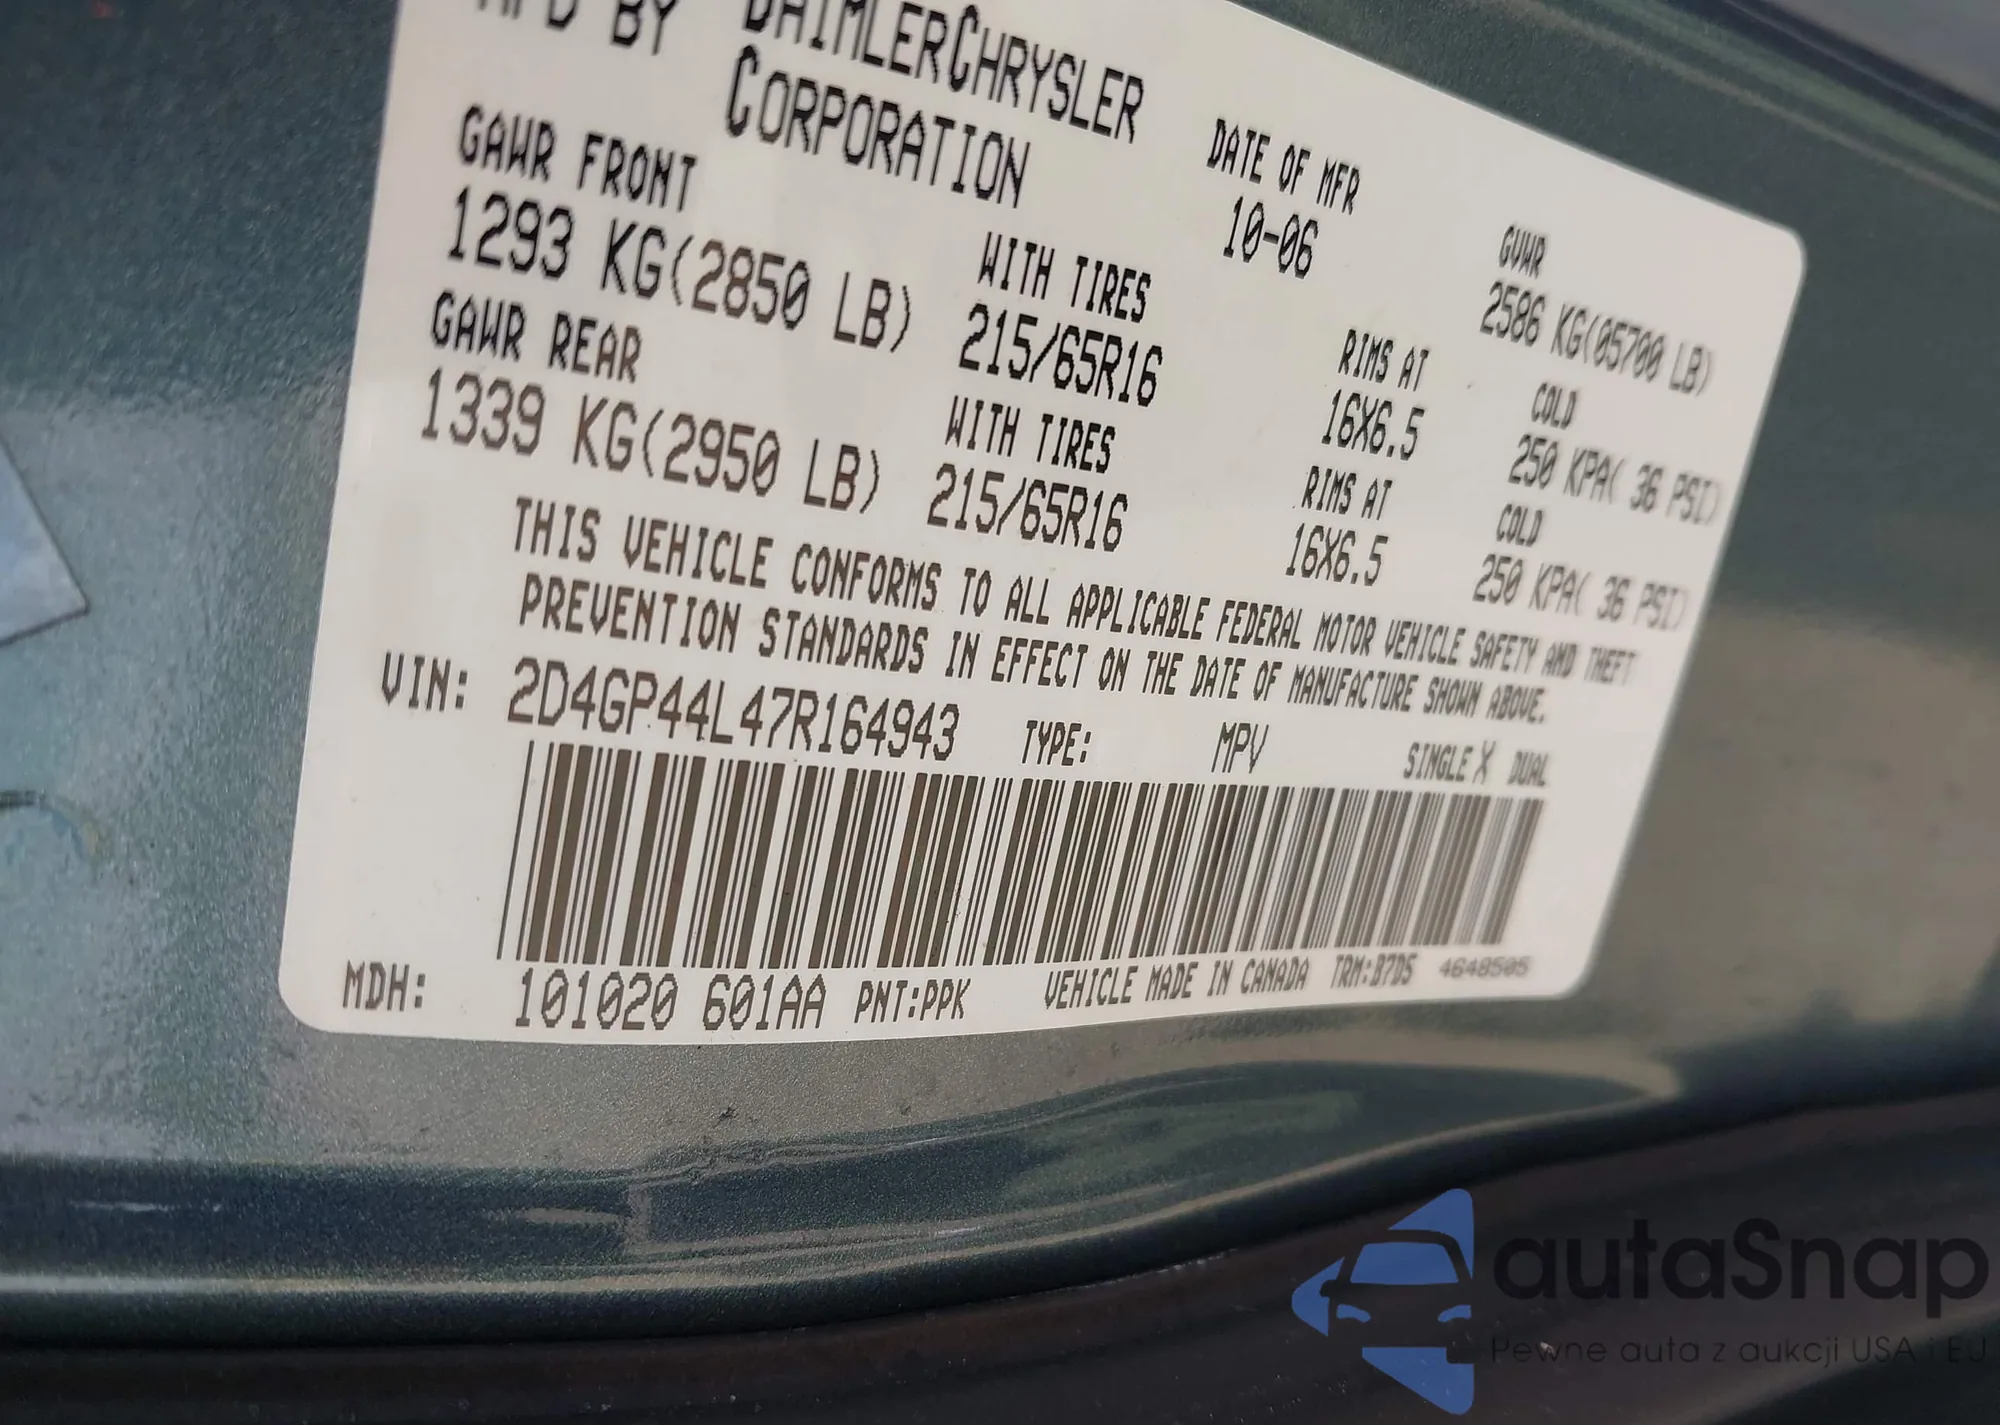 MFD BY DAIMLERCHRYSLER
CORPORATION
DATE OF MFR
10-06
GVWR
2586 KG(05700 LB)
GAWR FRONT
1293 KG(2850 LB)
WITH TIRES
215/65R16
RIMS AT
16X6.5
COLD
250 KPA( 36 PSI)
GAWR REAR
1339 KG(2950 LB)
WITH TIRES
215/65R16
RIMS AT
16X6.5
COLD
250 KPA( 36 PSI)
THIS VEHICLE CONFORMS TO ALL APPLICABLE FEDERAL MOTOR VEHICLE SAFETY AND THEFT
PREVENTION STANDARDS IN EFFECT ON THE DATE OF MANUFACTURE SHOWN ABOVE.
VIN: 2D4GP44L47R164943 TYPE: MPV SINGLE X DUAL
MDH: 101020 601AA PNT:PPK VEHICLE MADE IN CANADA TRM:B7D5 4648505
autaSnap
Pewne auta z aukcji USA i EU